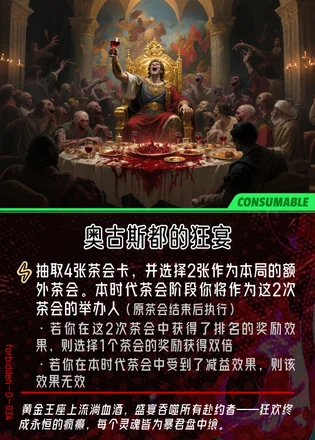 CONSUMABLE
奥古斯都的狂宴
抽取4张茶会卡，并选择2张作为本局的额
外茶会。本时代茶会阶段你将作为这2次
茶会的举办人（原茶会结束后执行）
·若你在这2次茶会中获得了排名的奖励效
果，则选择1个茶会的奖励获得双倍
·若你在本时代茶会中受到了减益效果，则该
效果无效
forbidden-0-034
黄金王座上流淌血酒，盛宴吞噬所有赴约者——狂欢终
成永恒的疯癫，每个灵魂皆为暴君盘中飨。